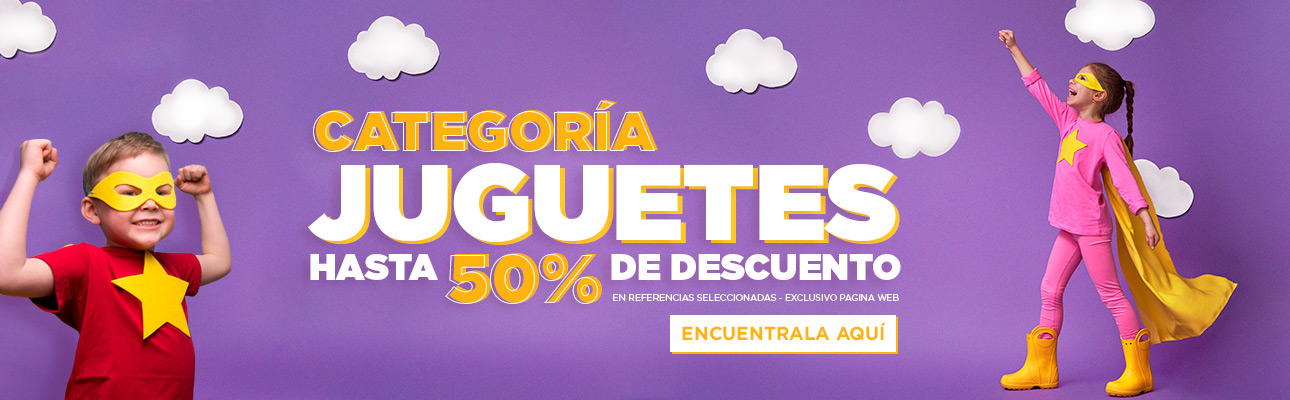 CATEGORÍA
JUGUETES
HASTA 50% DE DESCUENTO
EN REFERENCIAS SELECCIONADAS - EXCLUSIVO PAGINA WEB
ENCUENTRALA AQUÍ